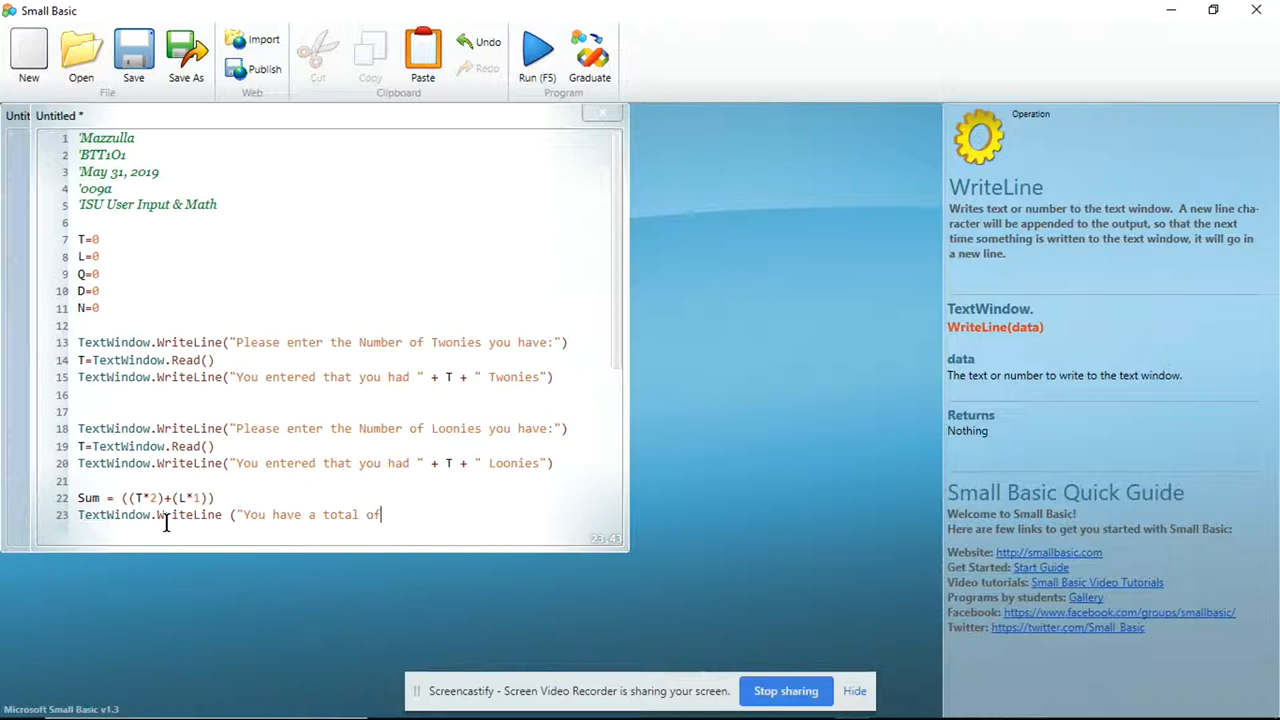 Small Basic
New
Open
Save
Save As
Import
Publish
Cut
Copy
Paste
Undo
Redo
Run (F5)
Graduate
File
Web
Clipboard
Program
Untit
Untitled *
1 'Mazzulla
2 'BTT1O1
3 'May 31, 2019
4 '009a
5 'ISU User Input & Math
6
7 T=0
8 L=0
9 Q=0
10 D=0
11 N=0
12
13 TextWindow.WriteLine("Please enter the Number of Twonies you have:")
14 T=TextWindow.Read()
15 TextWindow.WriteLine("You entered that you had " + T + " Twonies")
16
17
18 TextWindow.WriteLine("Please enter the Number of Loonies you have:")
19 T=TextWindow.Read()
20 TextWindow.WriteLine("You entered that you had " + T + " Loonies")
21
22 Sum = ((T*2)+(L*1))
23 TextWindow.WriteLine ("You have a total of
23,43
Operation
WriteLine
Writes text or number to the text window. A new line cha-
racter will be appended to the output, so that the next
time something is written to the text window, it will go in
a new line.
TextWindow.
WriteLine(data)
data
The text or number to write to the text window.
Returns
Nothing
Small Basic Quick Guide
Welcome to Small Basic!
Here are few links to get you started with Small Basic:
Website: http://smallbasic.com
Get Started: Start Guide
Video tutorials: Small Basic Video Tutorials
Programs by students: Gallery
Facebook: https://www.facebook.com/groups/smallbasic/
Twitter: https://twitter.com/Small_Basic
Screencastify - Screen Video Recorder is sharing your screen.
Stop sharing
Hide
Microsoft Small Basic v1.3